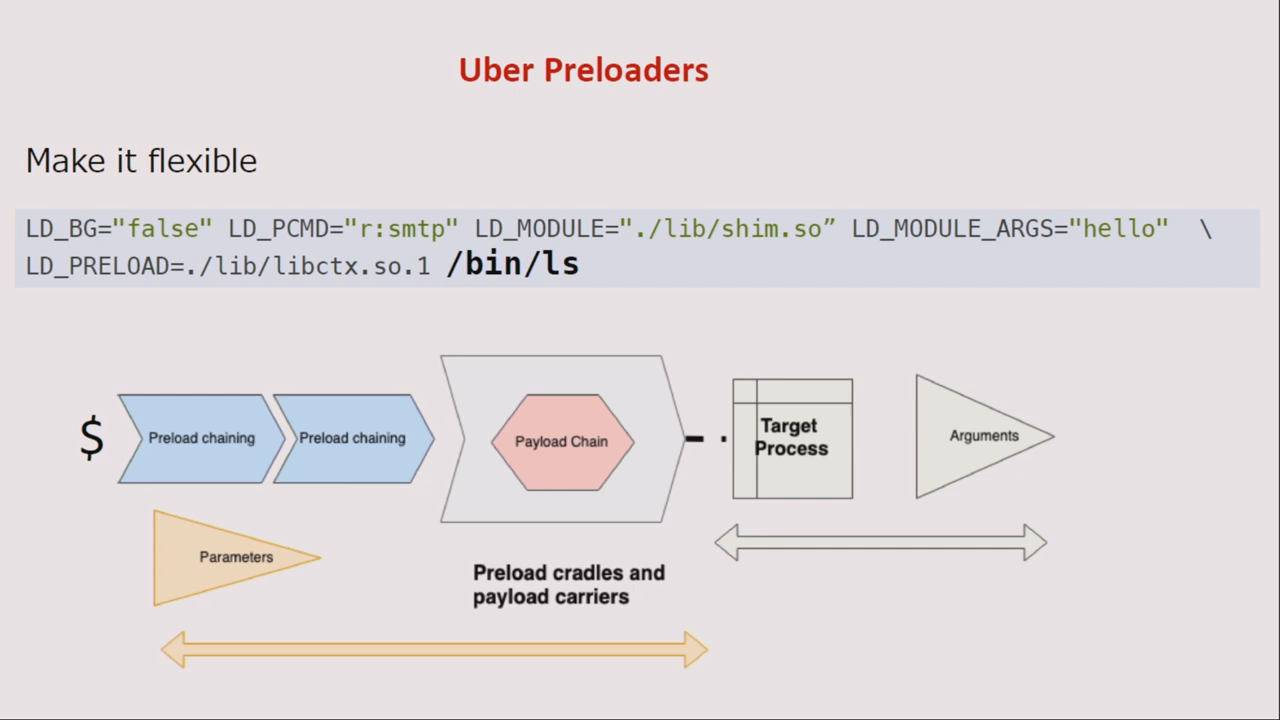 Uber Preloaders
Make it flexible
LD_BG="false" LD_PCMD="r:smtp" LD_MODULE="./lib/shim.so” LD_MODULE_ARGS="hello" \
LD_PRELOAD=./lib/libctx.so.1 /bin/ls
$
Preload chaining
Preload chaining
Payload Chain
Target
Process
Arguments
Parameters
Preload cradles and
payload carriers